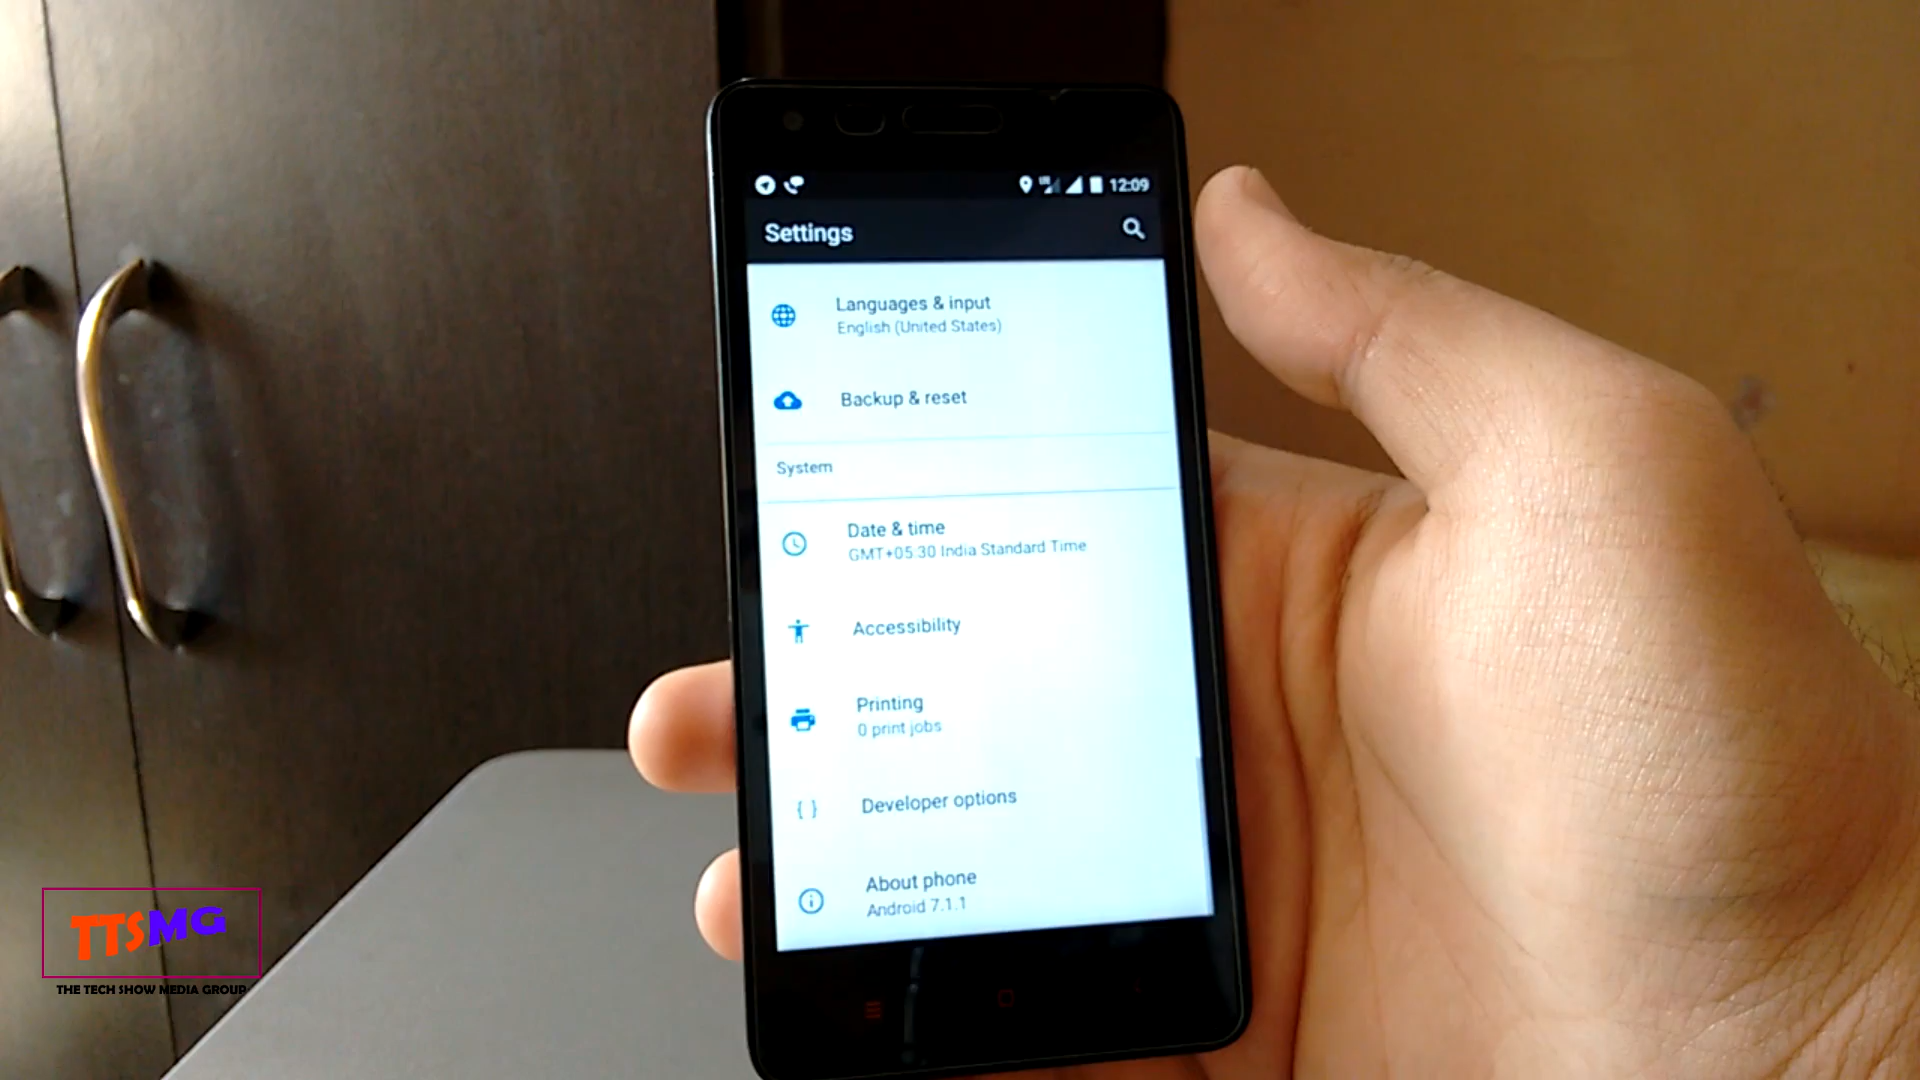 12:09
Settings
Languages & input
English (United States)
Backup & reset
System
Date & time
GMT+05:30 India Standard Time
Accessibility
Printing
0 print jobs
{ } Developer options
About phone
Android 7.1.1
TTSMG
THE TECH SHOW MEDIA GROUP